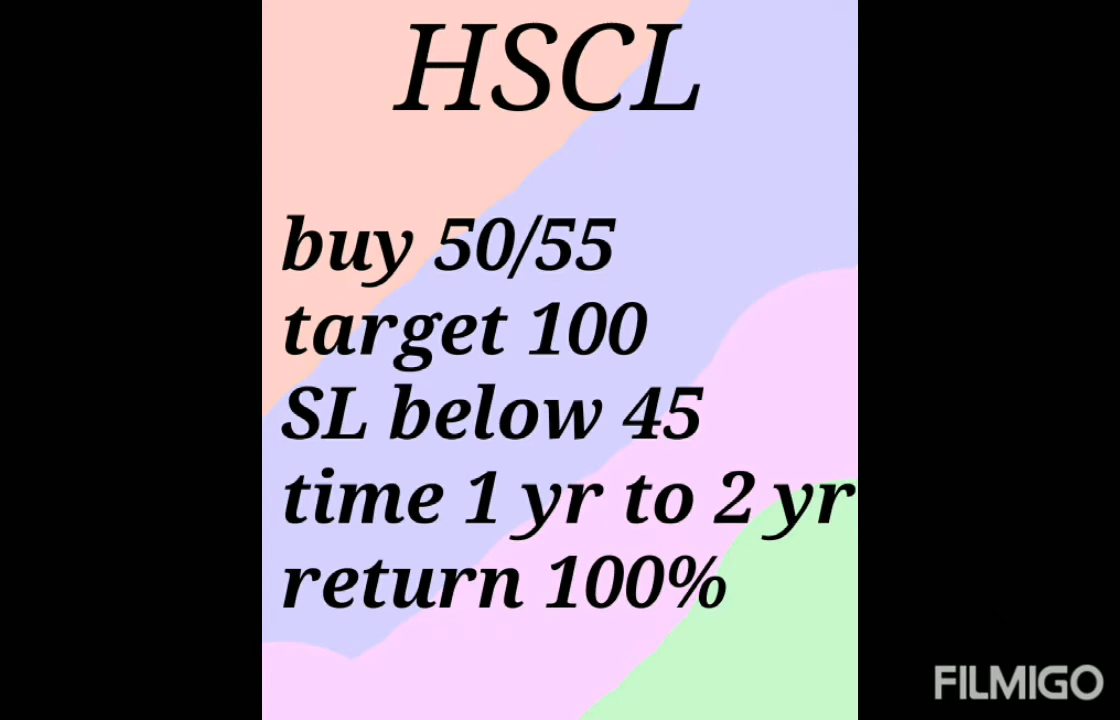 HSCL
buy 50/55
target 100
SL below 45
time 1 yr to 2 yr
return 100%
FILMIGO